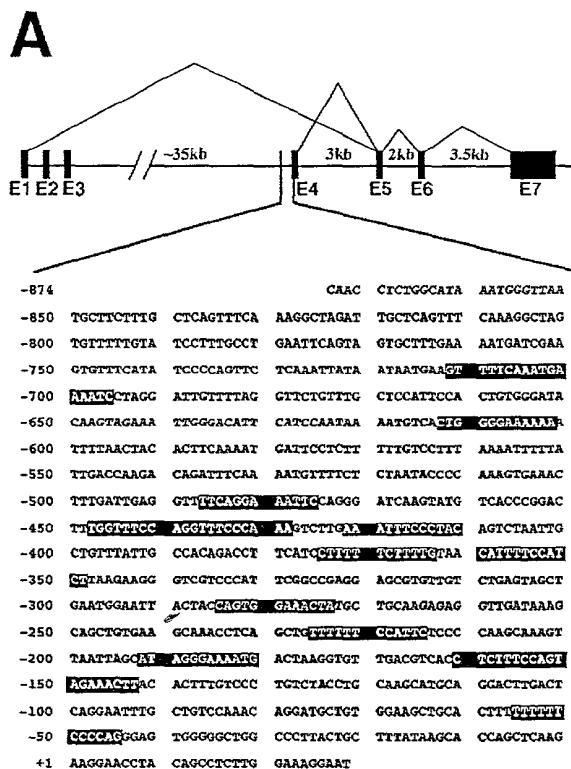 A
~35kb 3kb 2kb 3.5kb
E1 E2 E3 E4 E5 E6 E7
-874 CAAC CTCTGGCATA AATGGGTTAA
-850 TGCTTCTTTG CTCAGTTTCA AAGGCTAGAT TGCTCAGTTT CAAAGGCTAG
-800 TGTTTTTGTA TCCTTTGCCT GAATTCAGTA GTGCTTTGAA AATGATCGAA
-750 GTGTTTCATA TCCCCAGTTC TCAAATTATA ATAATGAAGT TTTCAAATGA
-700 AAATCCTAGG ATTGTTTTAG GTTCTGTTTG CTCCATTCCA CTGTGGGATA
-650 CAAGTAGAAA TTGGGACATT CATCCAATAA AATGTCACTG GGGAAAAAAA
-600 TTTTAACTAC ACTTCAAAAT GATTCCTCTT TTTGTCCTTT AAAATTTTTA
-550 TTGACCAAGA CAGATTTCAA AATGTTTTCT CTAATACCCC AAAGTGAAAC
-500 TTTGATTGAG GTTTTCAGGA AATTCCAGGG ATCAAGTATG TCACCCGGAC
-450 TTTGGTTTCC AGGTTTCCCA AAGTCTTGAA AATTTCCCTAC AGTCTAATTG
-400 CTGTTTATTG CCACAGACCT TCATCCTTTT TCTTTTGTAA CATTTTCCAT
-350 CTTAAGAAGG GTCGTCCCAT TCGGCCGAGG AGCGTGTTGT CTGAGTAGCT
-300 GAATGGAATT ACTACCAGTG GAAACTATGC TGCAAGAGAG GTTGATAAAG
-250 CAGCTGTGAA GCAAACCTCA GCTGTTTTTT CCATTCTCCC CAAGCAAAGT
-200 TAATTAGCAT AGGGAAAATG ACTAAGGTGT TTGACGTCAC CTCTTTCCAGT
-150 AGAAACTTAC ACTTTGTCCC TGTCTACCTG CAAGCATGCA GGACTTGACT
-100 CAGGAATTTG CTGTCCAAAC AGGATGCTGT GGAAGCTGCA CTTTTTTTTT
-50 CCCCAGGGAG TGGGGGCTGG CCCTTACTGC TTTATAAGCA CCAGCTCAAG
+1 AAGGAACCTA CAGCCTCTTG GAAAGGAAT